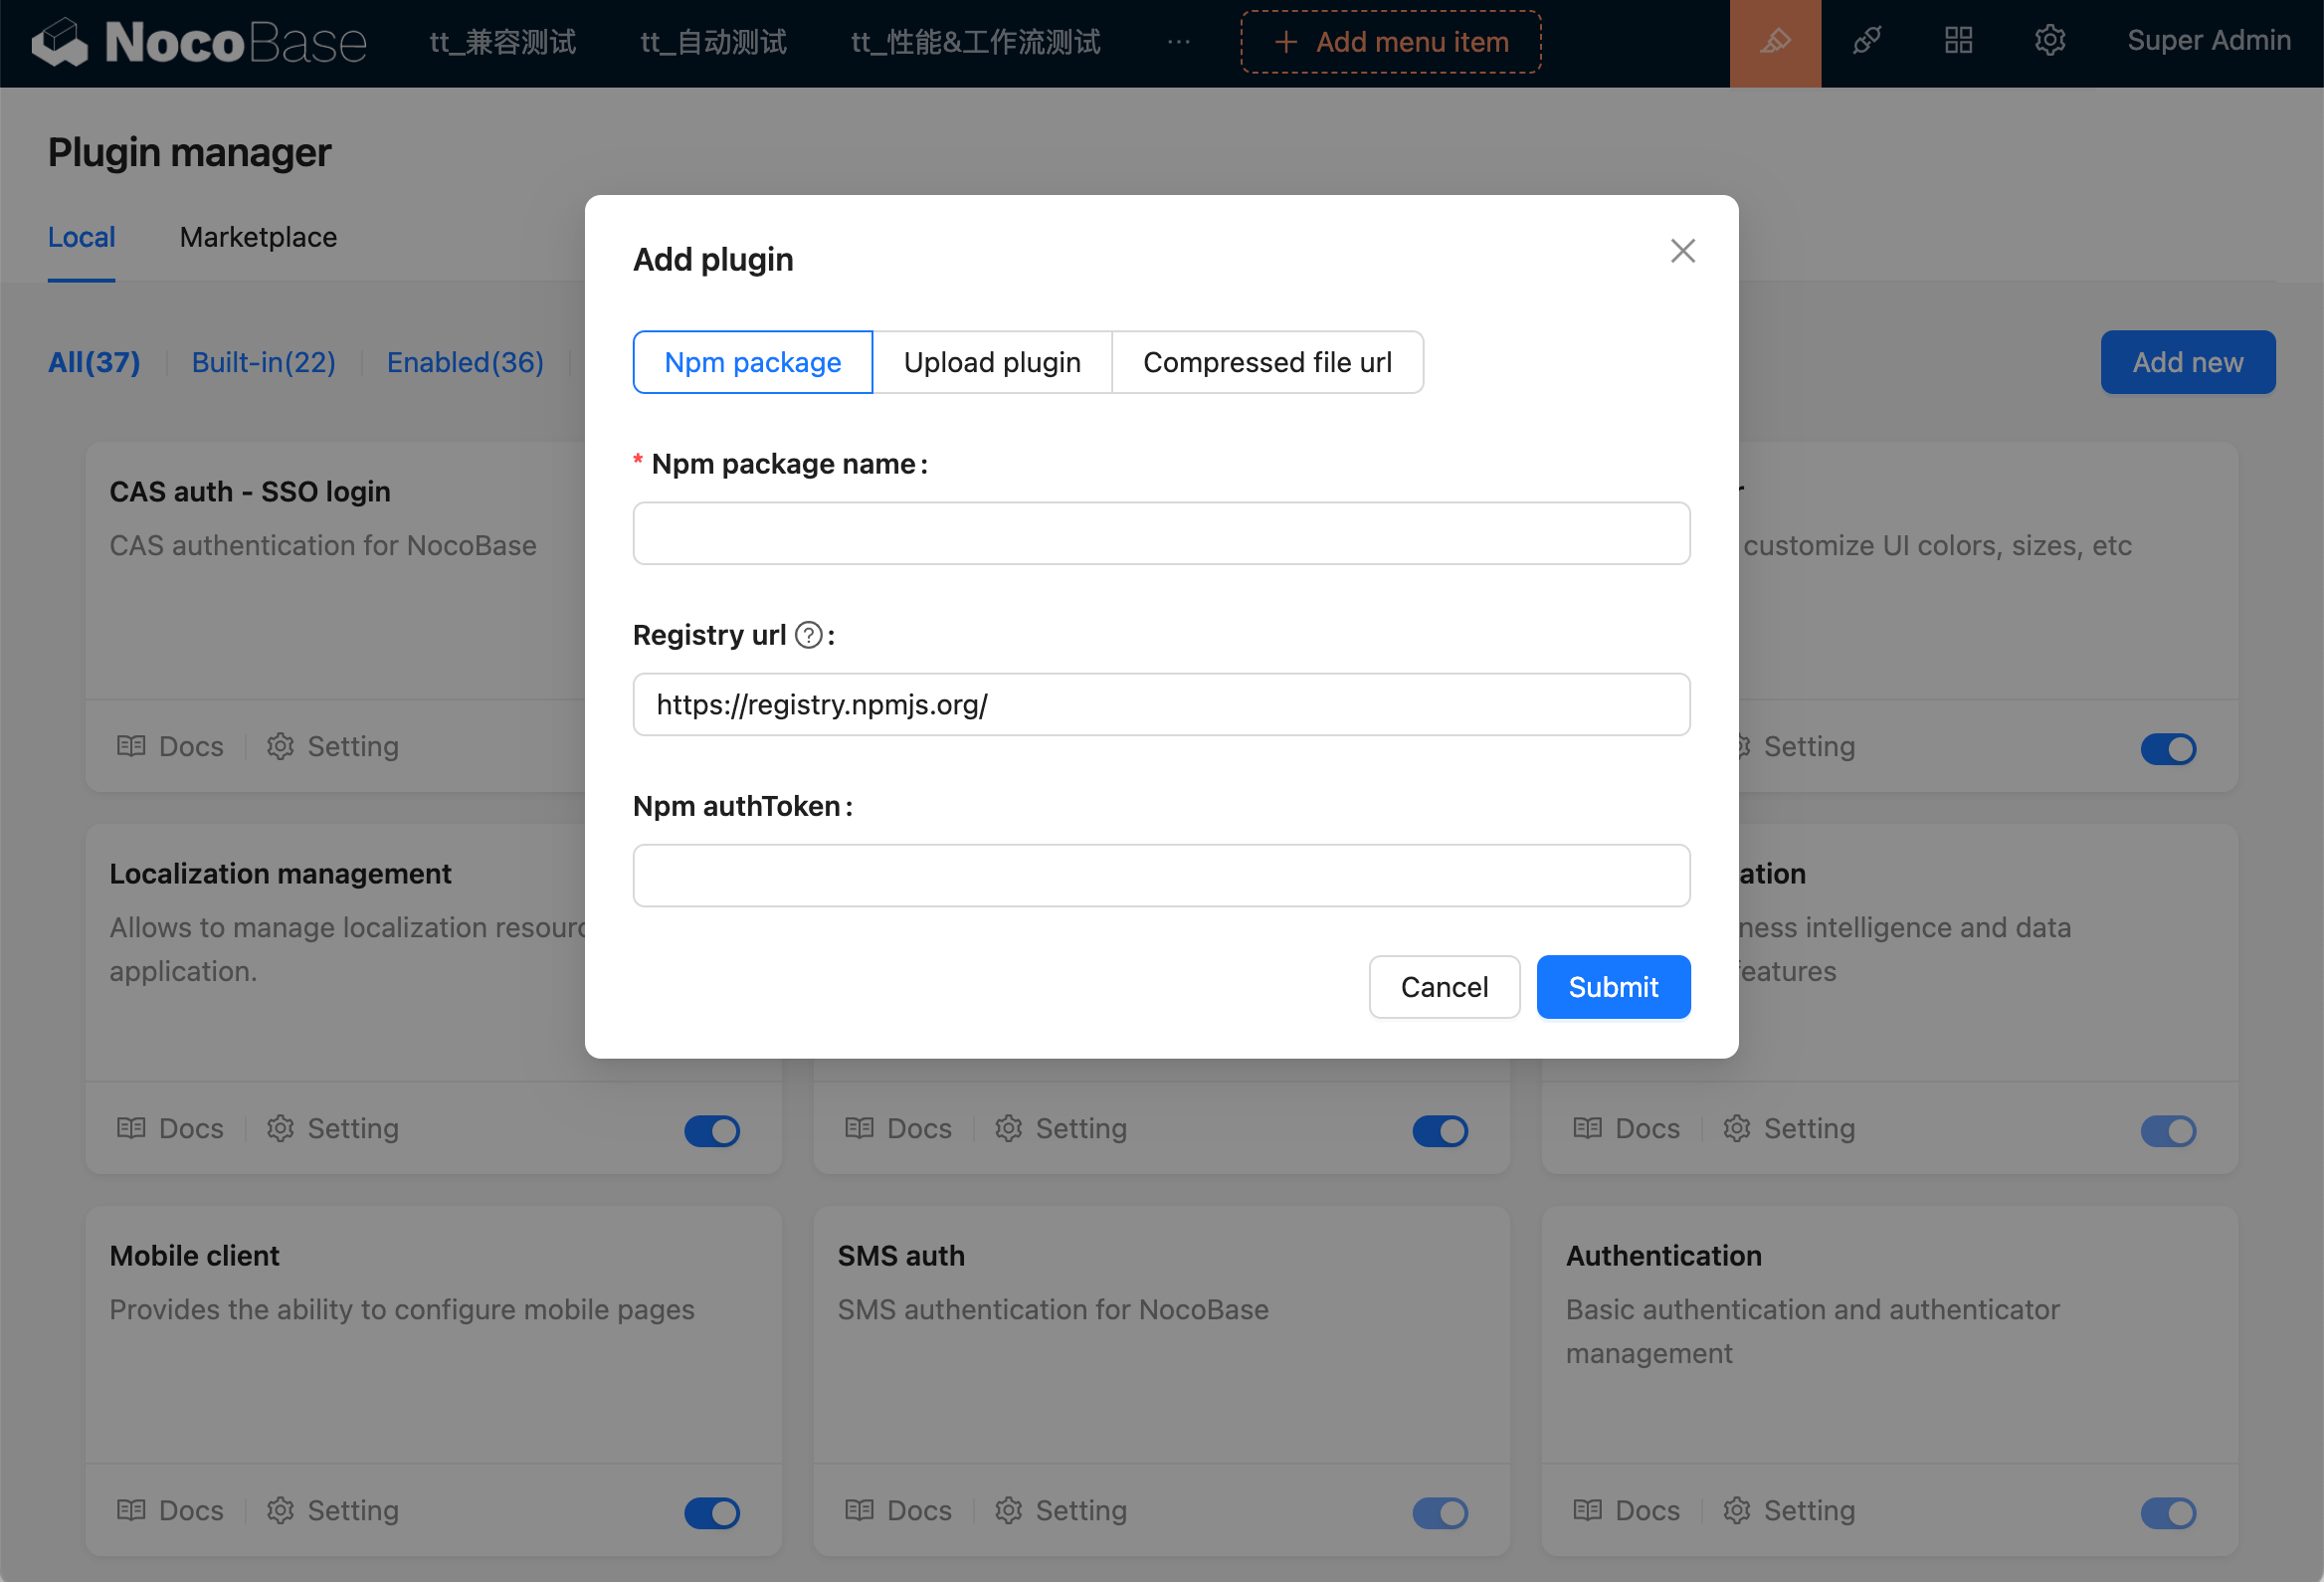 NocoBase tt_兼容测试 tt_自动测试 tt_性能&工作流测试 ··· + Add menu item Super Admin
Plugin manager
Local Marketplace
All(37) Built-in(22) Enabled(36) Add new
Add plugin
Npm package Upload plugin Compressed file url
* Npm package name:
Registry url ? :
https://registry.npmjs.org/
Npm authToken:
Cancel Submit
CAS auth - SSO login
CAS authentication for NocoBase
customize UI colors, sizes, etc
Docs Setting
Setting
Localization management
Allows to manage localization
application.
intelligence and data
Docs Setting
Docs Setting
Docs Setting
Mobile client
Provides the ability to configure mobile pages
Docs Setting
SMS auth
SMS authentication for NocoBase
Docs Setting
Authentication
Basic authentication and authenticator
management
Docs Setting